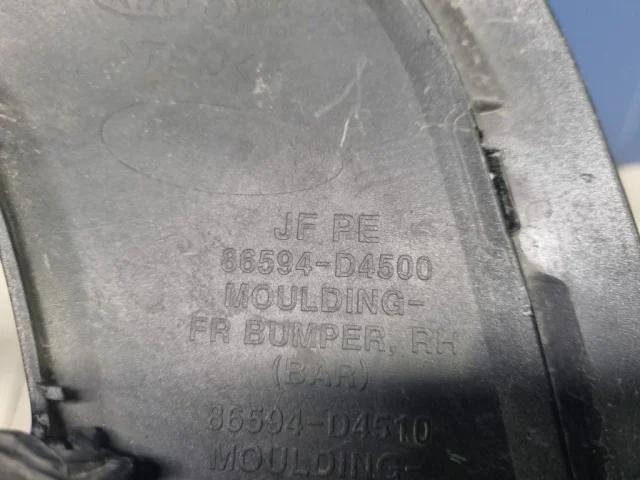 JF PE
86594-D4500
MOULDING-
FR BUMPER, RH
(BAR)
86594-D4510
MOULDING-